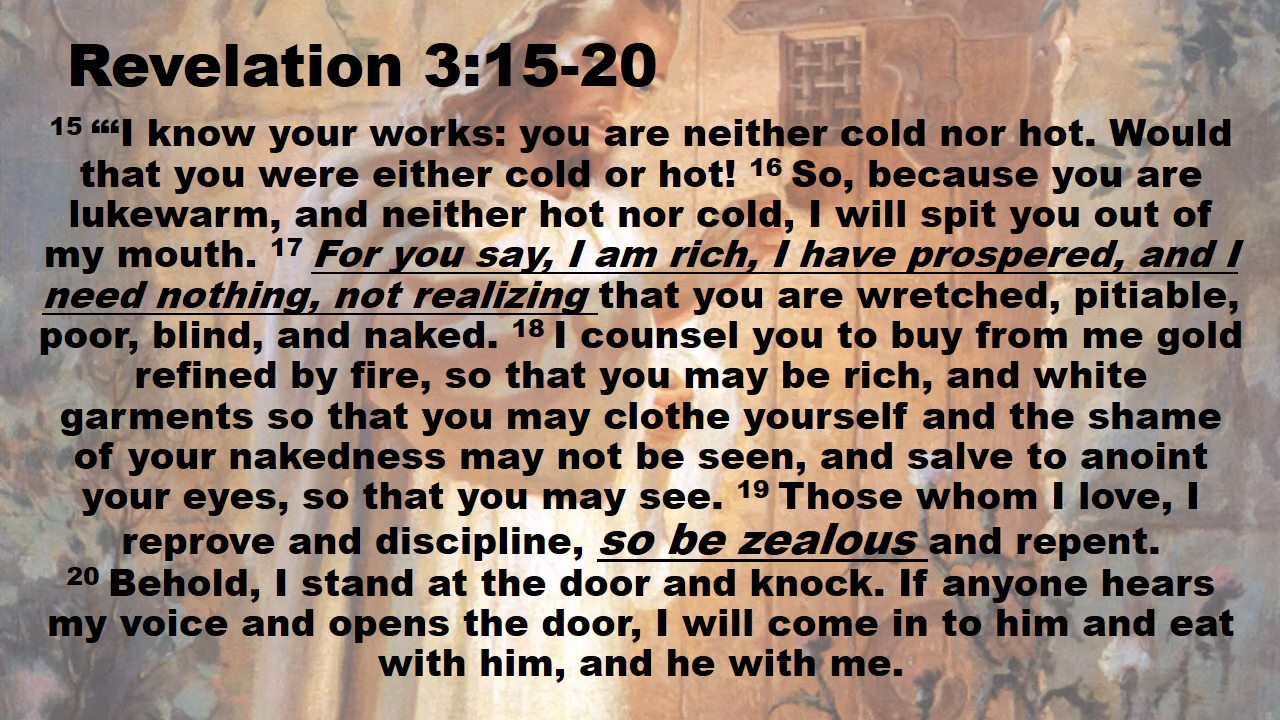 Revelation 3:15-20
15 “‘I know your works: you are neither cold nor hot. Would
that you were either cold or hot! 16 So, because you are
lukewarm, and neither hot nor cold, I will spit you out of
my mouth. 17 For you say, I am rich, I have prospered, and I
need nothing, not realizing that you are wretched, pitiable,
poor, blind, and naked. 18 I counsel you to buy from me gold
refined by fire, so that you may be rich, and white
garments so that you may clothe yourself and the shame
of your nakedness may not be seen, and salve to anoint
your eyes, so that you may see. 19 Those whom I love, I
reprove and discipline, so be zealous and repent.
20 Behold, I stand at the door and knock. If anyone hears
my voice and opens the door, I will come in to him and eat
with him, and he with me.